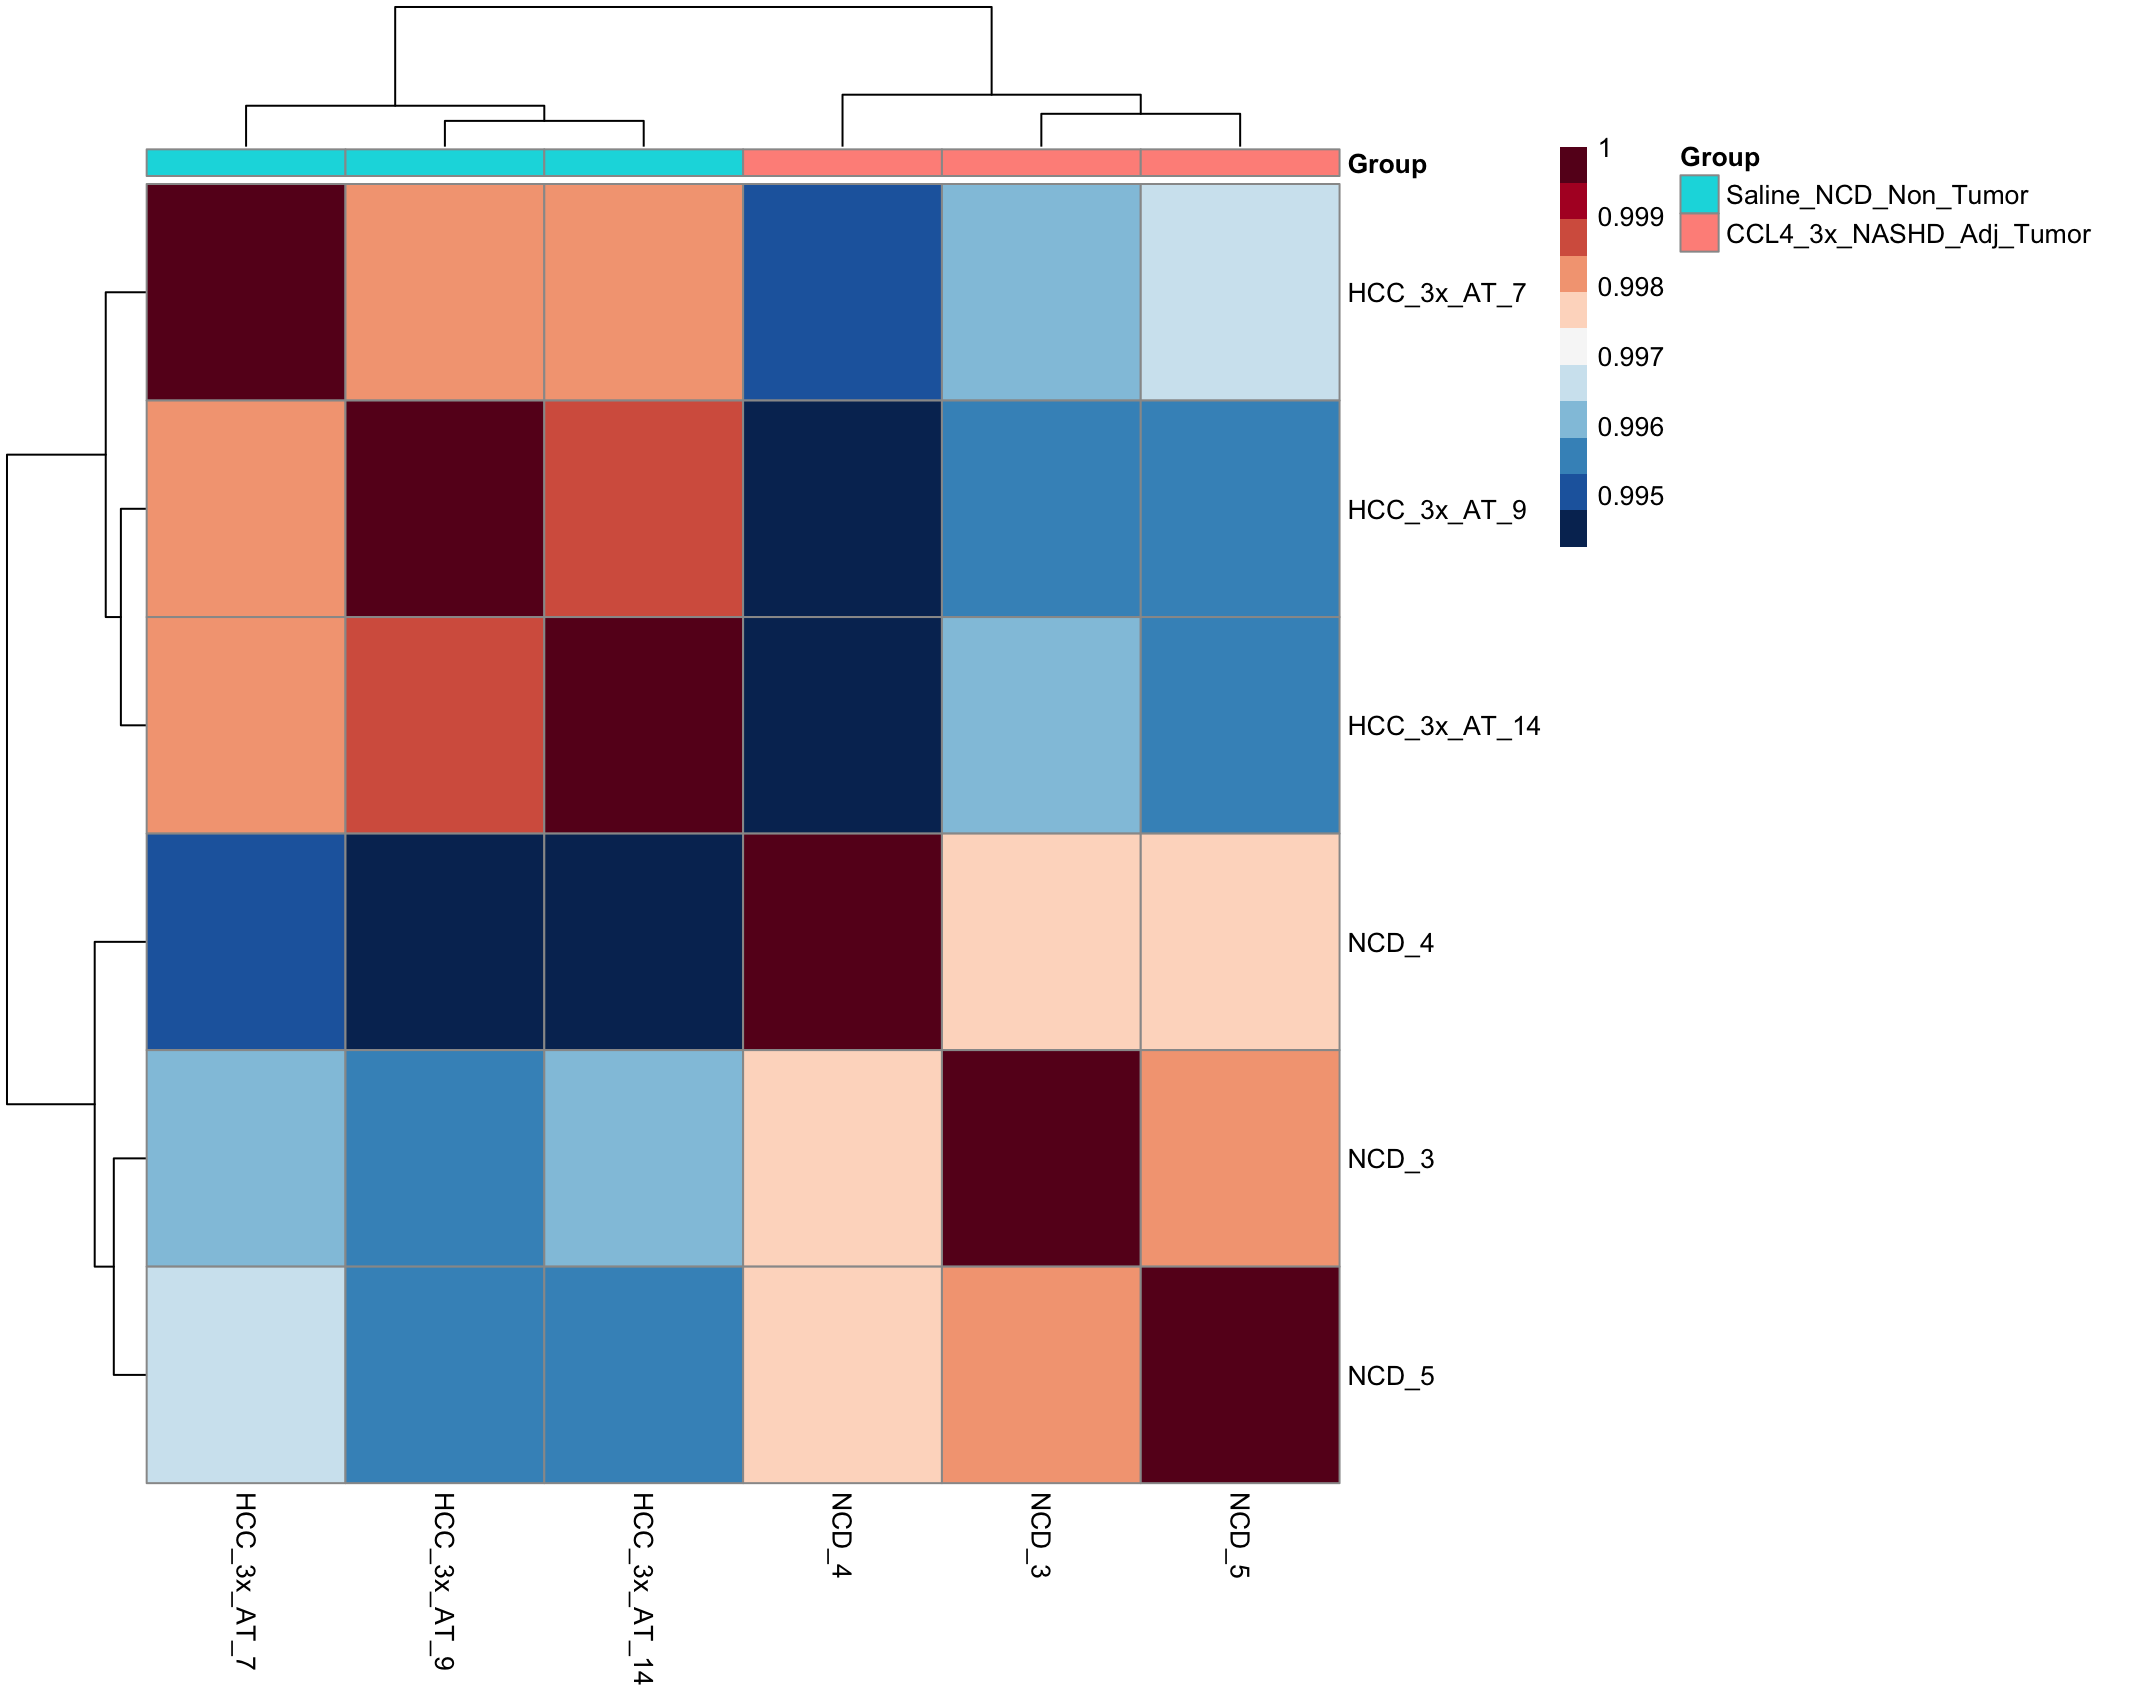 Group
HCC_3x_AT_7
HCC_3x_AT_9
HCC_3x_AT_14
NCD_4
NCD_3
NCD_5
HCC_3x_AT_7
HCC_3x_AT_9
HCC_3x_AT_14
NCD_4
NCD_3
NCD_5
1
0.999
0.998
0.997
0.996
0.995
Group
Saline_NCD_Non_Tumor
CCL4_3x_NASHD_Adj_Tumor